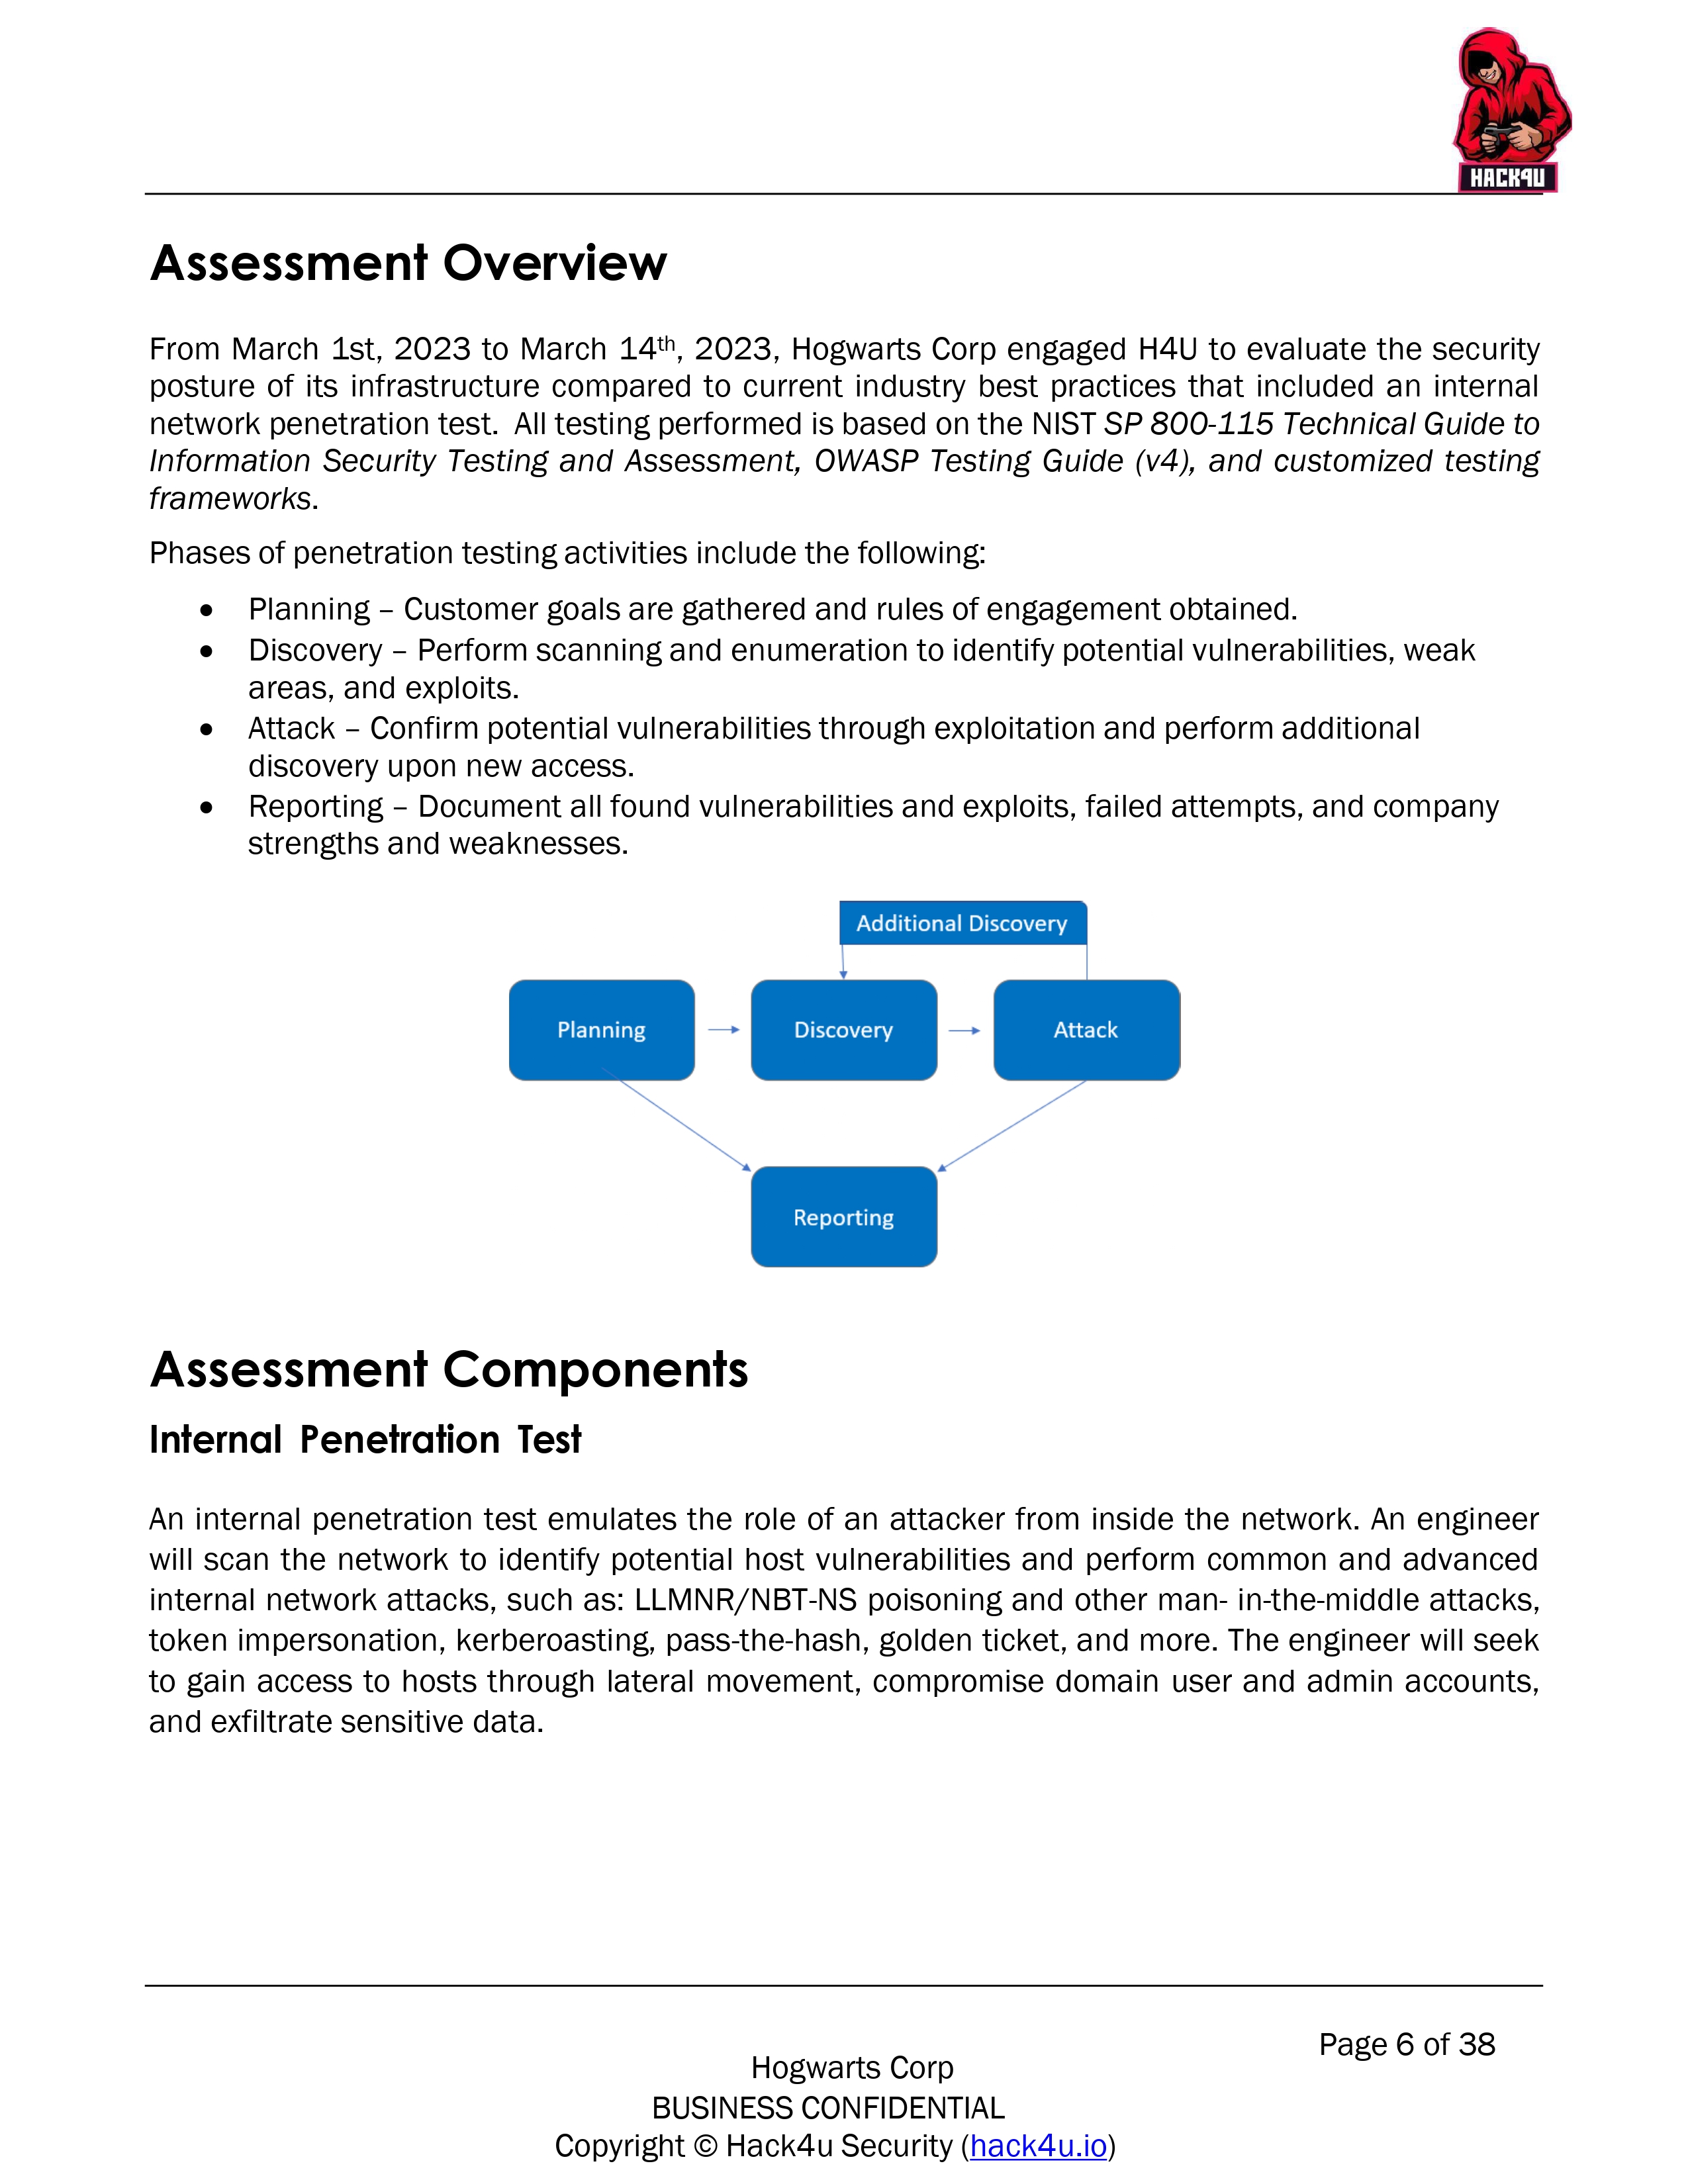 HACK4U
Assessment Overview
From March 1st, 2023 to March 14th, 2023, Hogwarts Corp engaged H4U to evaluate the security
posture of its infrastructure compared to current industry best practices that included an internal
network penetration test.  All testing performed is based on the NIST SP 800-115 Technical Guide to
Information Security Testing and Assessment, OWASP Testing Guide (v4), and customized testing
frameworks.
Phases of penetration testing activities include the following:
• Planning – Customer goals are gathered and rules of engagement obtained.
• Discovery – Perform scanning and enumeration to identify potential vulnerabilities, weak
areas, and exploits.
• Attack – Confirm potential vulnerabilities through exploitation and perform additional
discovery upon new access.
• Reporting – Document all found vulnerabilities and exploits, failed attempts, and company
strengths and weaknesses.
Additional Discovery
Planning
Discovery
Attack
Reporting
Assessment Components
Internal Penetration Test
An internal penetration test emulates the role of an attacker from inside the network. An engineer
will scan the network to identify potential host vulnerabilities and perform common and advanced
internal network attacks, such as: LLMNR/NBT-NS poisoning and other man- in-the-middle attacks,
token impersonation, kerberoasting, pass-the-hash, golden ticket, and more. The engineer will seek
to gain access to hosts through lateral movement, compromise domain user and admin accounts,
and exfiltrate sensitive data.
Page 6 of 38
Hogwarts Corp
BUSINESS CONFIDENTIAL
Copyright © Hack4u Security (hack4u.io)